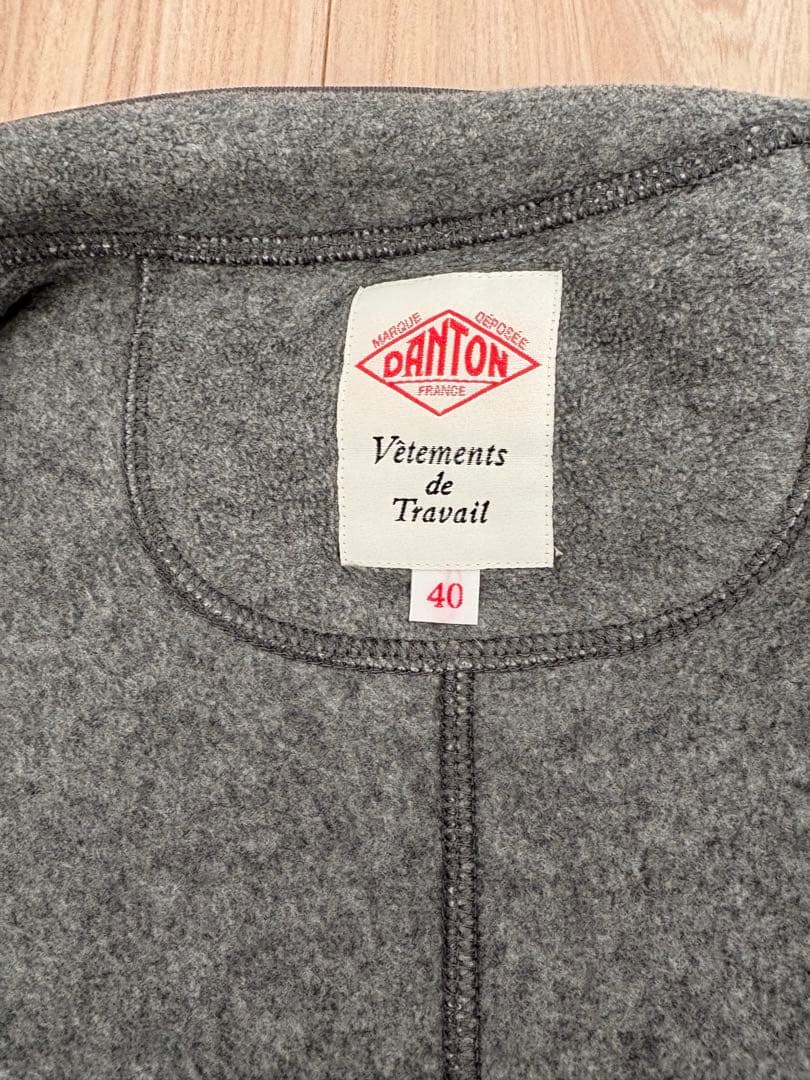 MARQUE DÉPOSÉE
DANTON
FRANCE
Vêtements
de
Travail
40